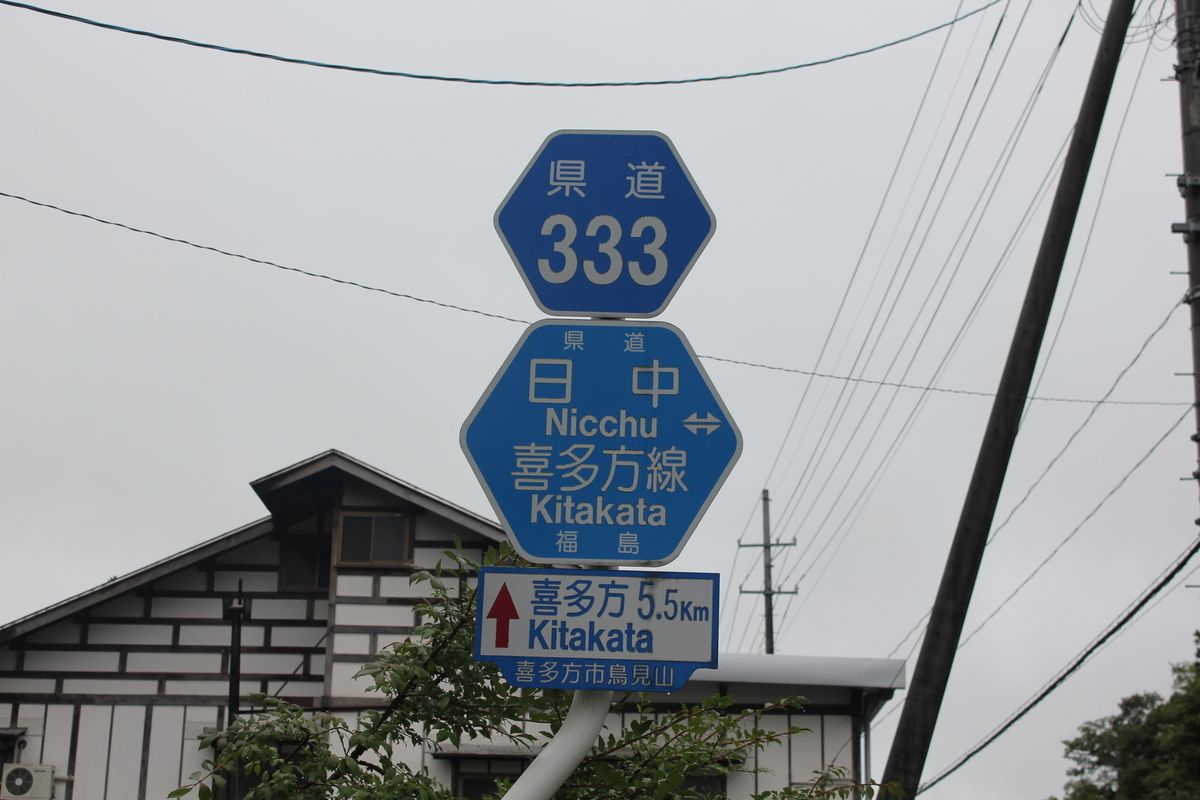 県道
333
県道
日中
Nicchu
喜多方線
Kitakata
福島
喜多方 5.5Km
Kitakata
喜多方市鳥見山